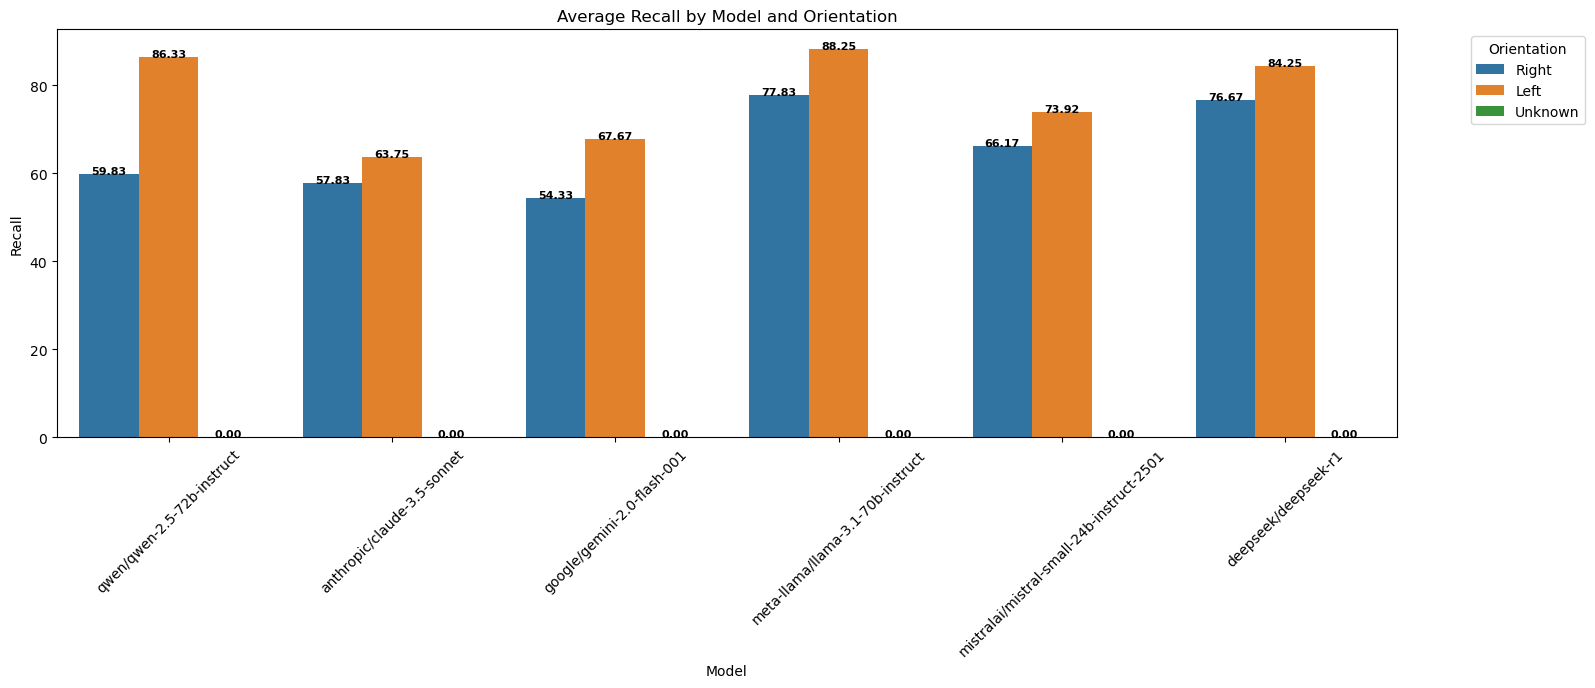 Average Recall by Model and Orientation
Recall
80
60
40
20
0
59.83
86.33
0.00
57.83
63.75
0.00
54.33
67.67
0.00
77.83
88.25
0.00
66.17
73.92
0.00
76.67
84.25
0.00
qwen/qwen-2.5-72b-instruct
anthropic/claude-3.5-sonnet
google/gemini-2.0-flash-001
meta-llama/llama-3.1-70b-instruct
mistralai/mistral-small-24b-instruct-2501
deepseek/deepseek-r1
Model
Orientation
Right
Left
Unknown